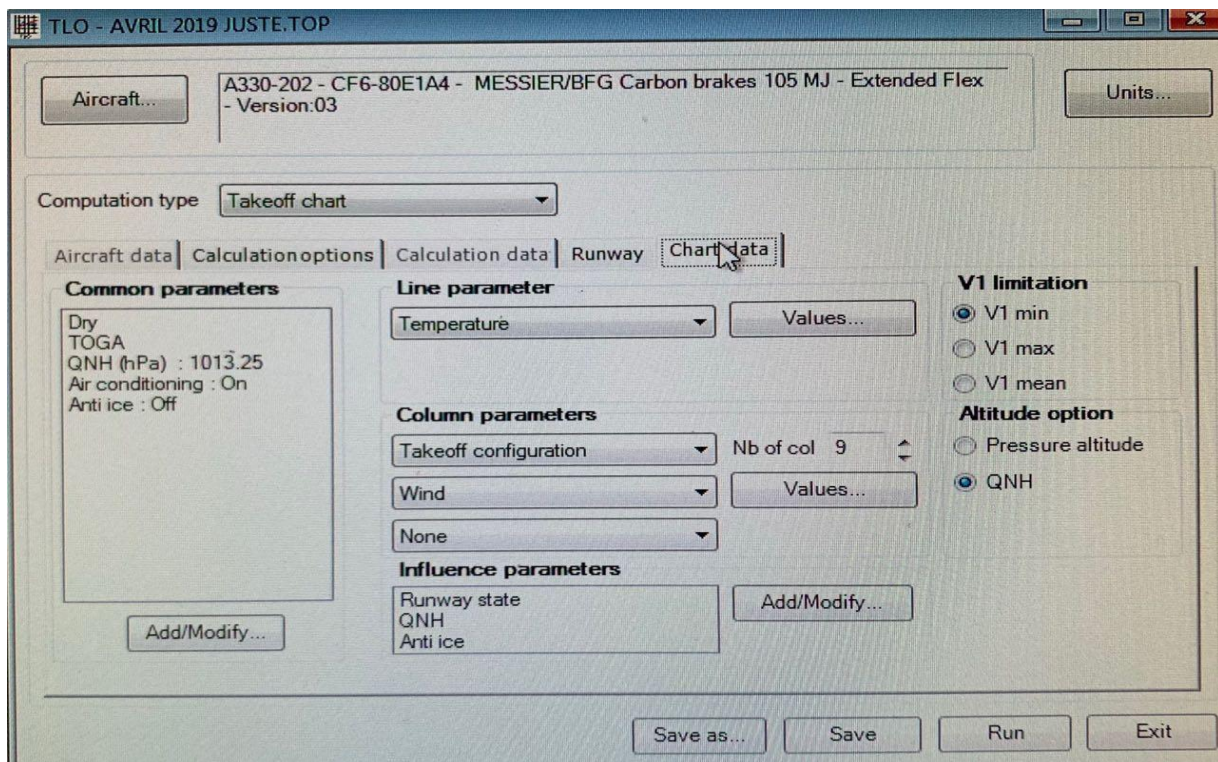 TLO - AVRIL 2019 JUSTE.TOP
Aircraft...
A330-202 - CF6-80E1A4 - MESSIER/BFG Carbon brakes 105 MJ - Extended Flex
- Version:03
Units...
Computation type
Takeoff chart
Aircraft data
Calculation options
Calculation data
Runway
Chart data
Common parameters
Dry
TOGA
QNH (hPa) : 1013.25
Air conditioning : On
Anti ice : Off
Add/Modify...
Line parameter
Temperature
Values...
Column parameters
Takeoff configuration
Nb of col 9
Wind
Values...
None
Influence parameters
Runway state
QNH
Anti ice
Add/Modify...
V1 limitation
V1 min
V1 max
V1 mean
Altitude option
Pressure altitude
QNH
Save as...
Save
Run
Exit